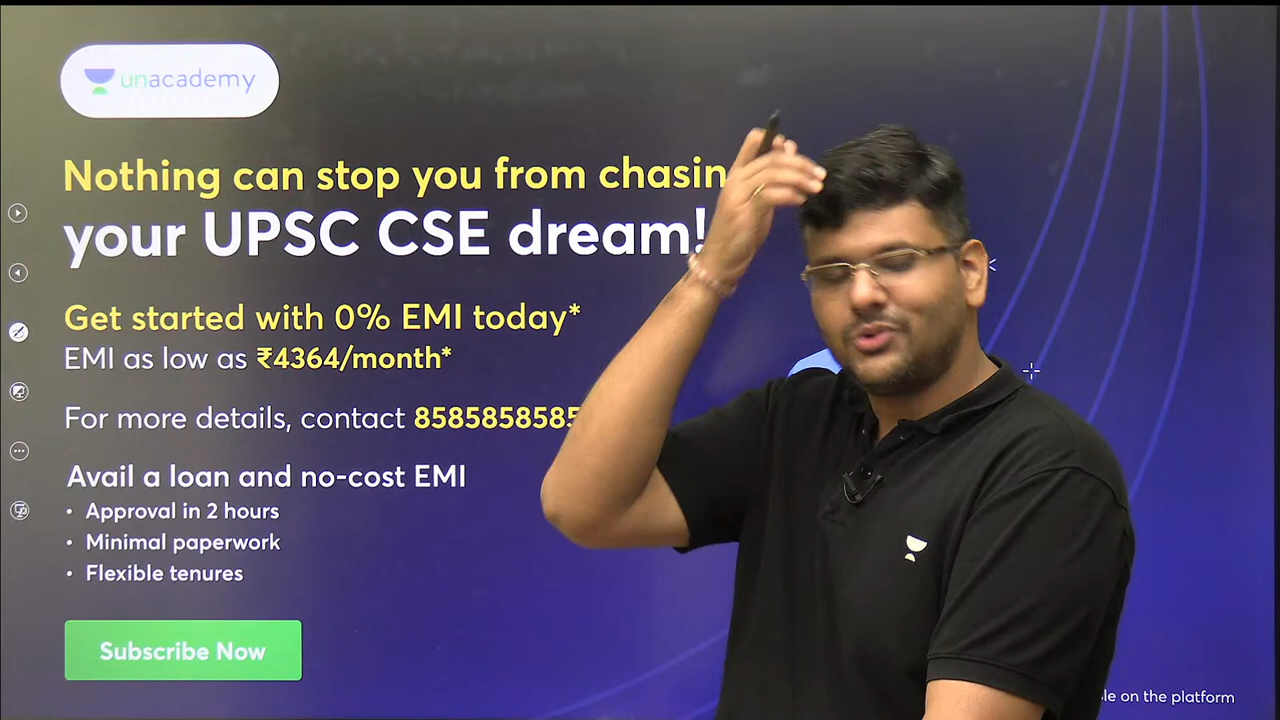 unacademy
Nothing can stop you from chasin
your UPSC CSE dream!
Get started with 0% EMI today*
EMI as low as ₹4364/month*
For more details, contact 8585858585
Avail a loan and no-cost EMI
• Approval in 2 hours
• Minimal paperwork
• Flexible tenures
Subscribe Now
on the platform